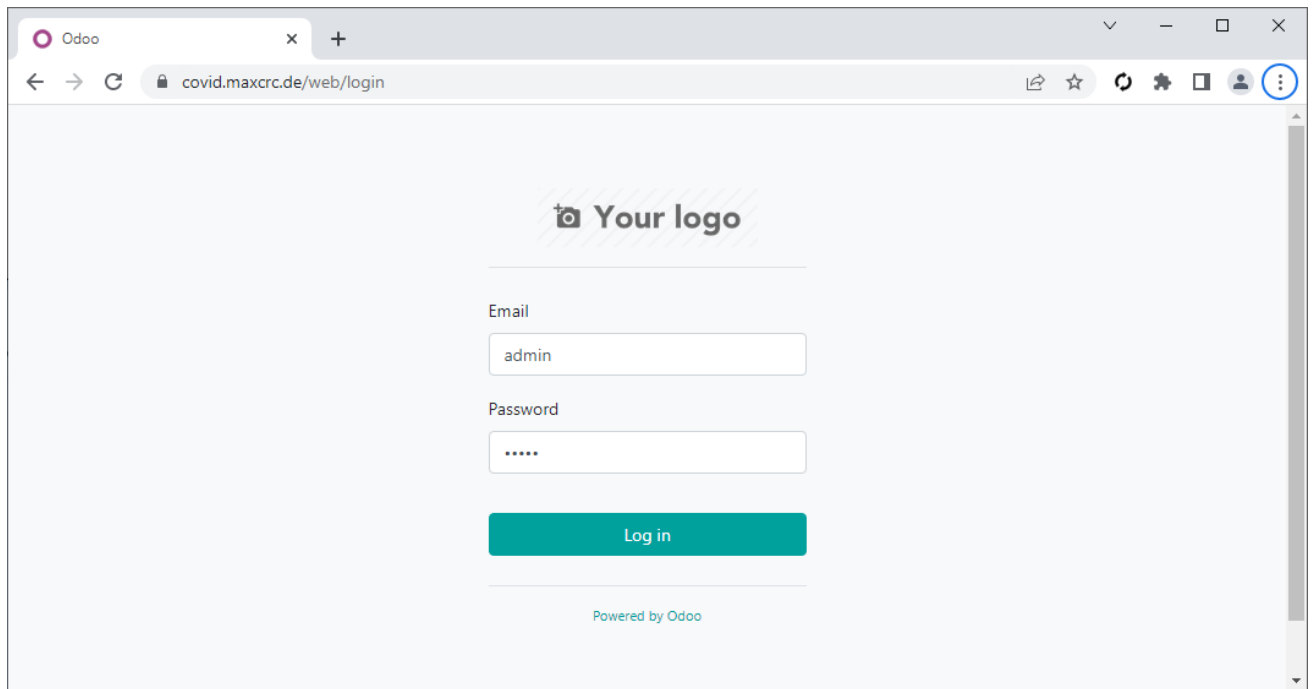 Odoo
covid.maxcrc.de/web/login
Your logo
Email
admin
Password
•••••
Log in
Powered by Odoo